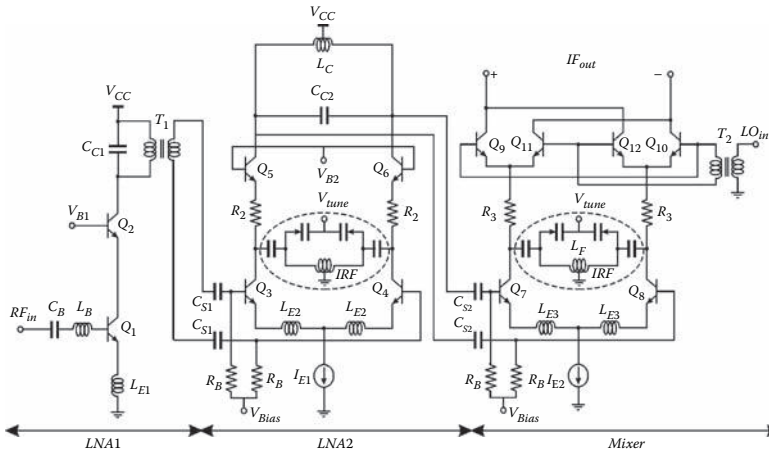 V_CC
L_C
IF_out
+
−
V_CC
T_1
C_C2
C_C1
Q_9
Q_11
Q_12
Q_10
T_2
LO_in
Q_5
V_B2
Q_6
V_B1
Q_2
R_2
V_tune
R_2
R_3
V_tune
R_3
L_F
IRF
IRF
C_S1
Q_3
Q_4
C_S2
Q_7
Q_8
RF_in
C_B
L_B
Q_1
C_S1
L_E2
L_E2
C_S2
L_E3
L_E3
L_E1
R_B
R_B
I_E1
R_B
R_B
I_E2
V_Bias
V_Bias
LNA1
LNA2
Mixer